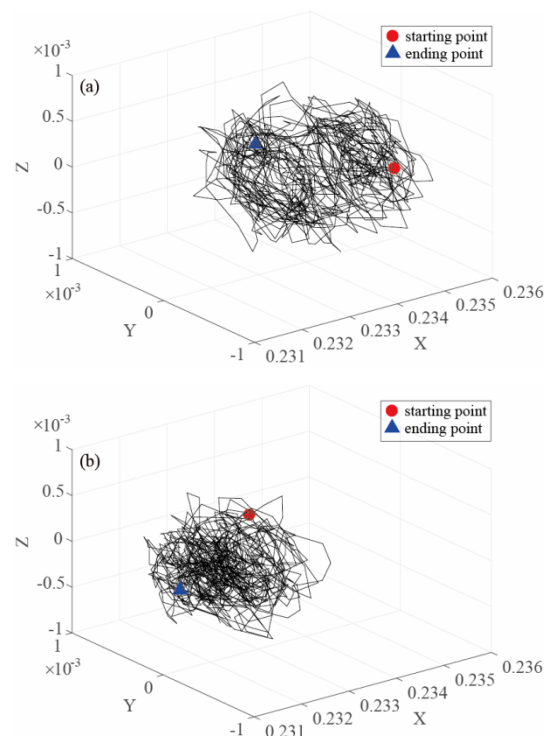 ×10⁻³
1
(a)
starting point
ending point
0.5
0
-0.5
-1
Z
1
×10⁻³
0
-1
Y
0.231
0.232
0.233
0.234
0.235
0.236
X
×10⁻³
1
(b)
starting point
ending point
0.5
0
-0.5
-1
Z
1
×10⁻³
0
-1
Y
0.231
0.232
0.233
0.234
0.235
0.236
X